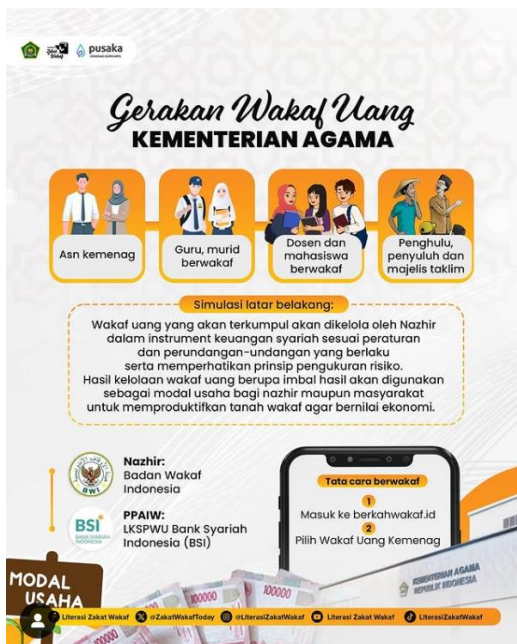 pusaka
Gerakan Wakaf Uang
KEMENTERIAN AGAMA
Asn kemenag
Guru, murid
berwakaf
Dosen dan
mahasiswa
berwakaf
Penghulu,
penyuluh dan
majelis taklim
Simulasi latar belakang:
Wakaf uang yang akan terkumpul akan dikelola oleh Nazhir
dalam instrument keuangan syariah sesuai peraturan
dan perundangan-undangan yang berlaku
serta memperhatikan prinsip pengukuran risiko.
Hasil kelolaan wakaf uang berupa imbal hasil akan digunakan
sebagai modal usaha bagi nazhir maupun masyarakat
untuk memproduktifkan tanah wakaf agar bernilai ekonomi.
BWI
Nazhir:
Badan Wakaf
Indonesia
BSI
BANK SYARIAH
INDONESIA
PPAIW:
LKSPWU Bank Syariah
Indonesia (BSI)
Tata cara berwakaf
1
Masuk ke berkahwakaf.id
2
Pilih Wakaf Uang Kemenag
MODAL
USAHA
100000
100000
KEMENTERIAN AGAMA
REPUBLIK INDONESIA
Literasi Zakat Wakaf
@ZakatWakafToday
@LiterasiZakatWakaf
Literasi Zakat Wakaf
LiterasiZakatWakaf